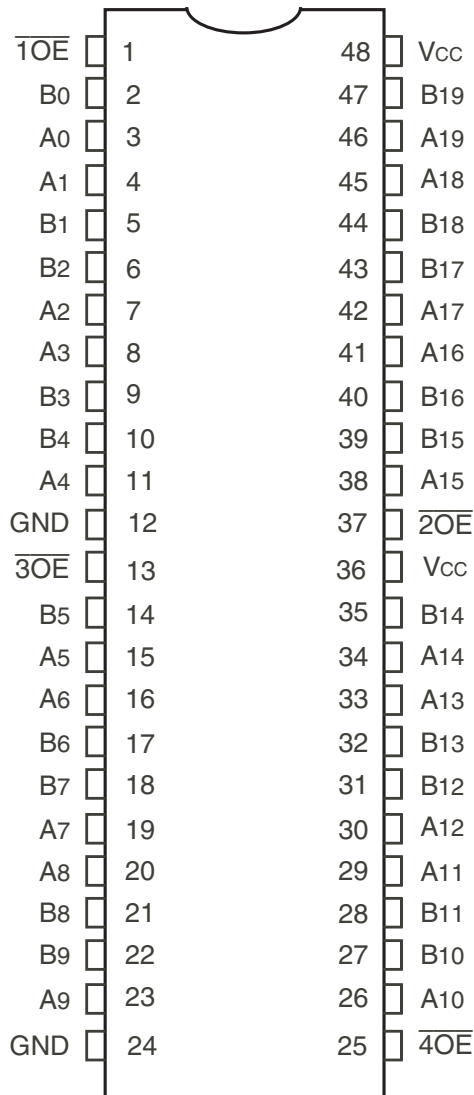 1OE 1 48 VCC
B0 2 47 B19
A0 3 46 A19
A1 4 45 A18
B1 5 44 B18
B2 6 43 B17
A2 7 42 A17
A3 8 41 A16
B3 9 40 B16
B4 10 39 B15
A4 11 38 A15
GND 12 37 2OE
3OE 13 36 VCC
B5 14 35 B14
A5 15 34 A14
A6 16 33 A13
B6 17 32 B13
B7 18 31 B12
A7 19 30 A12
A8 20 29 A11
B8 21 28 B11
B9 22 27 B10
A9 23 26 A10
GND 24 25 4OE